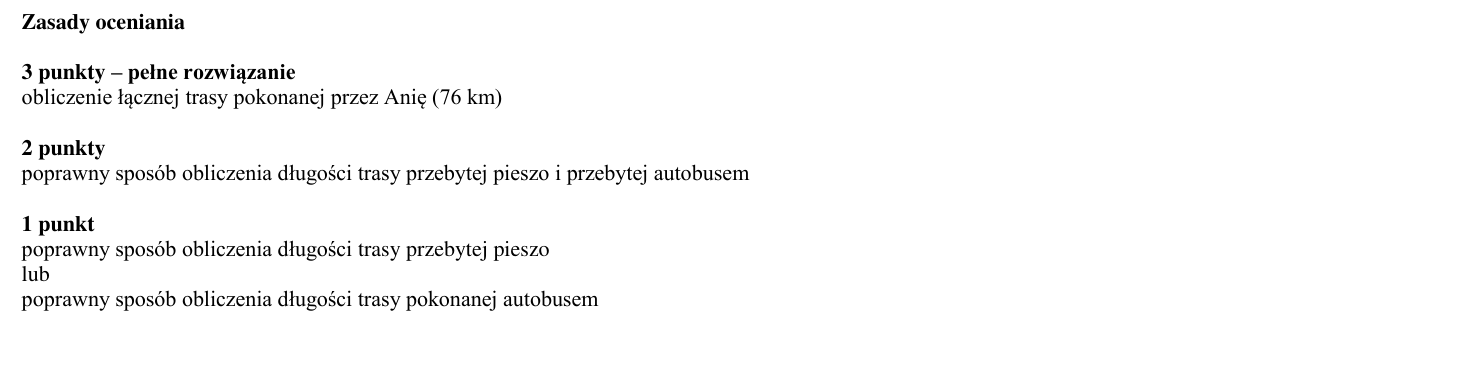 Zasady oceniania
3 punkty – pełne rozwiązanie
obliczenie łącznej trasy pokonanej przez Anię (76 km)
2 punkty
poprawny sposób obliczenia długości trasy przebytej pieszo i przebytej autobusem
1 punkt
poprawny sposób obliczenia długości trasy przebytej pieszo
lub
poprawny sposób obliczenia długości trasy pokonanej autobusem